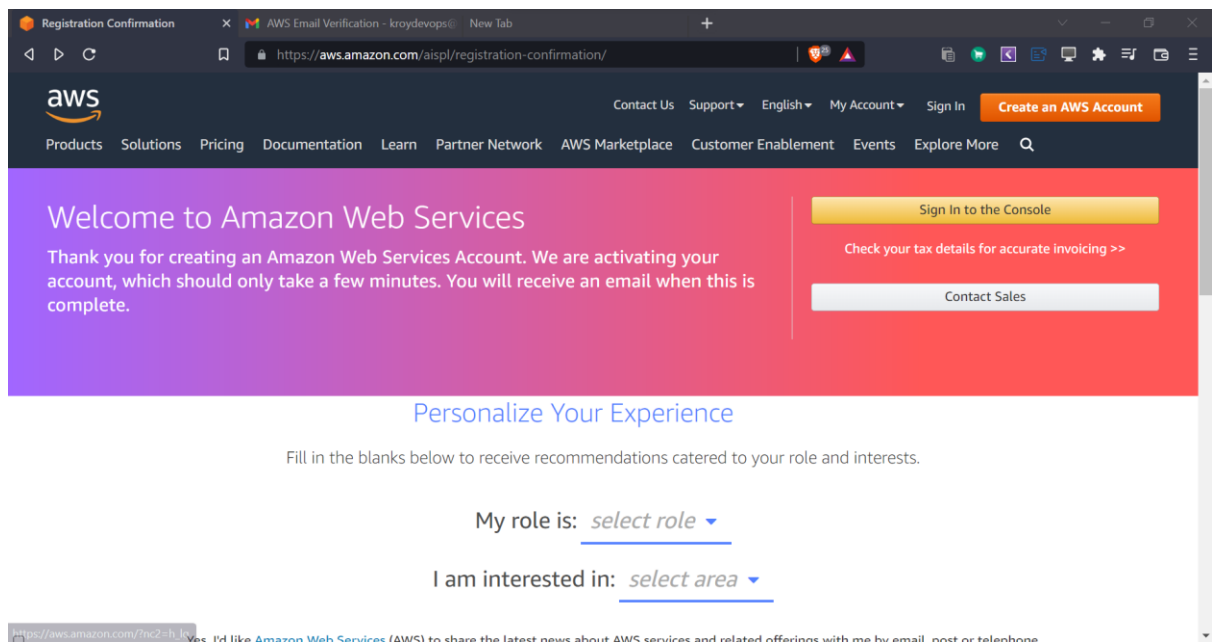 Registration Confirmation
AWS Email Verification - kroydevops@
New Tab
https://aws.amazon.com/aispl/registration-confirmation/
aws
Contact Us Support English My Account Sign In Create an AWS Account
Products Solutions Pricing Documentation Learn Partner Network AWS Marketplace Customer Enablement Events Explore More
Welcome to Amazon Web Services
Thank you for creating an Amazon Web Services Account. We are activating your
account, which should only take a few minutes. You will receive an email when this is
complete.
Sign In to the Console
Check your tax details for accurate invoicing >>
Contact Sales
Personalize Your Experience
Fill in the blanks below to receive recommendations catered to your role and interests.
My role is: select role
I am interested in: select area
https://aws.amazon.com/?nc2=h_lo
Yes, I'd like Amazon Web Services (AWS) to share the latest news about AWS services and related offerings with me by email, post or telephone